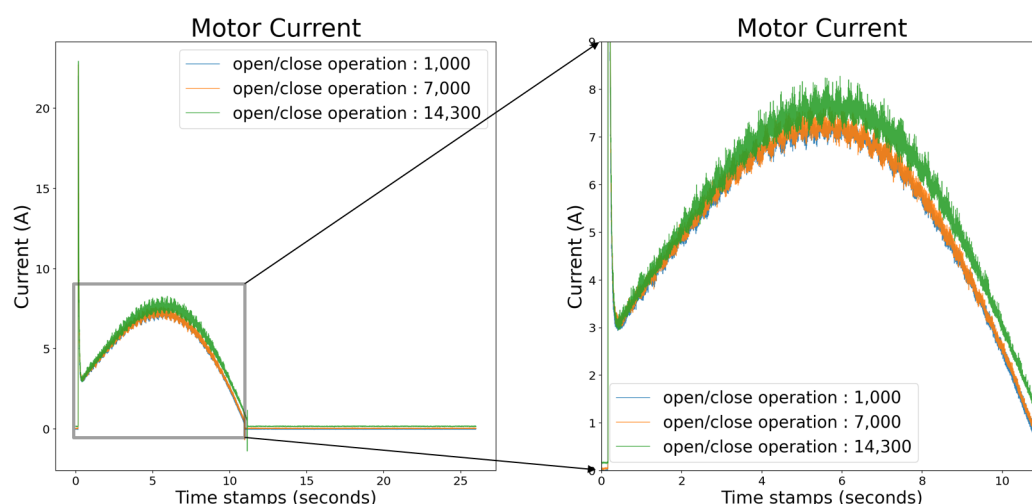 Motor Current
open/close operation : 1,000
open/close operation : 7,000
open/close operation : 14,300
20
15
10
5
0
Current (A)
0
5
10
15
20
25
Time stamps (seconds)
Motor Current
9
8
7
6
5
4
3
2
1
0
Current (A)
open/close operation : 1,000
open/close operation : 7,000
open/close operation : 14,300
0
2
4
6
8
10
Time stamps (seconds)